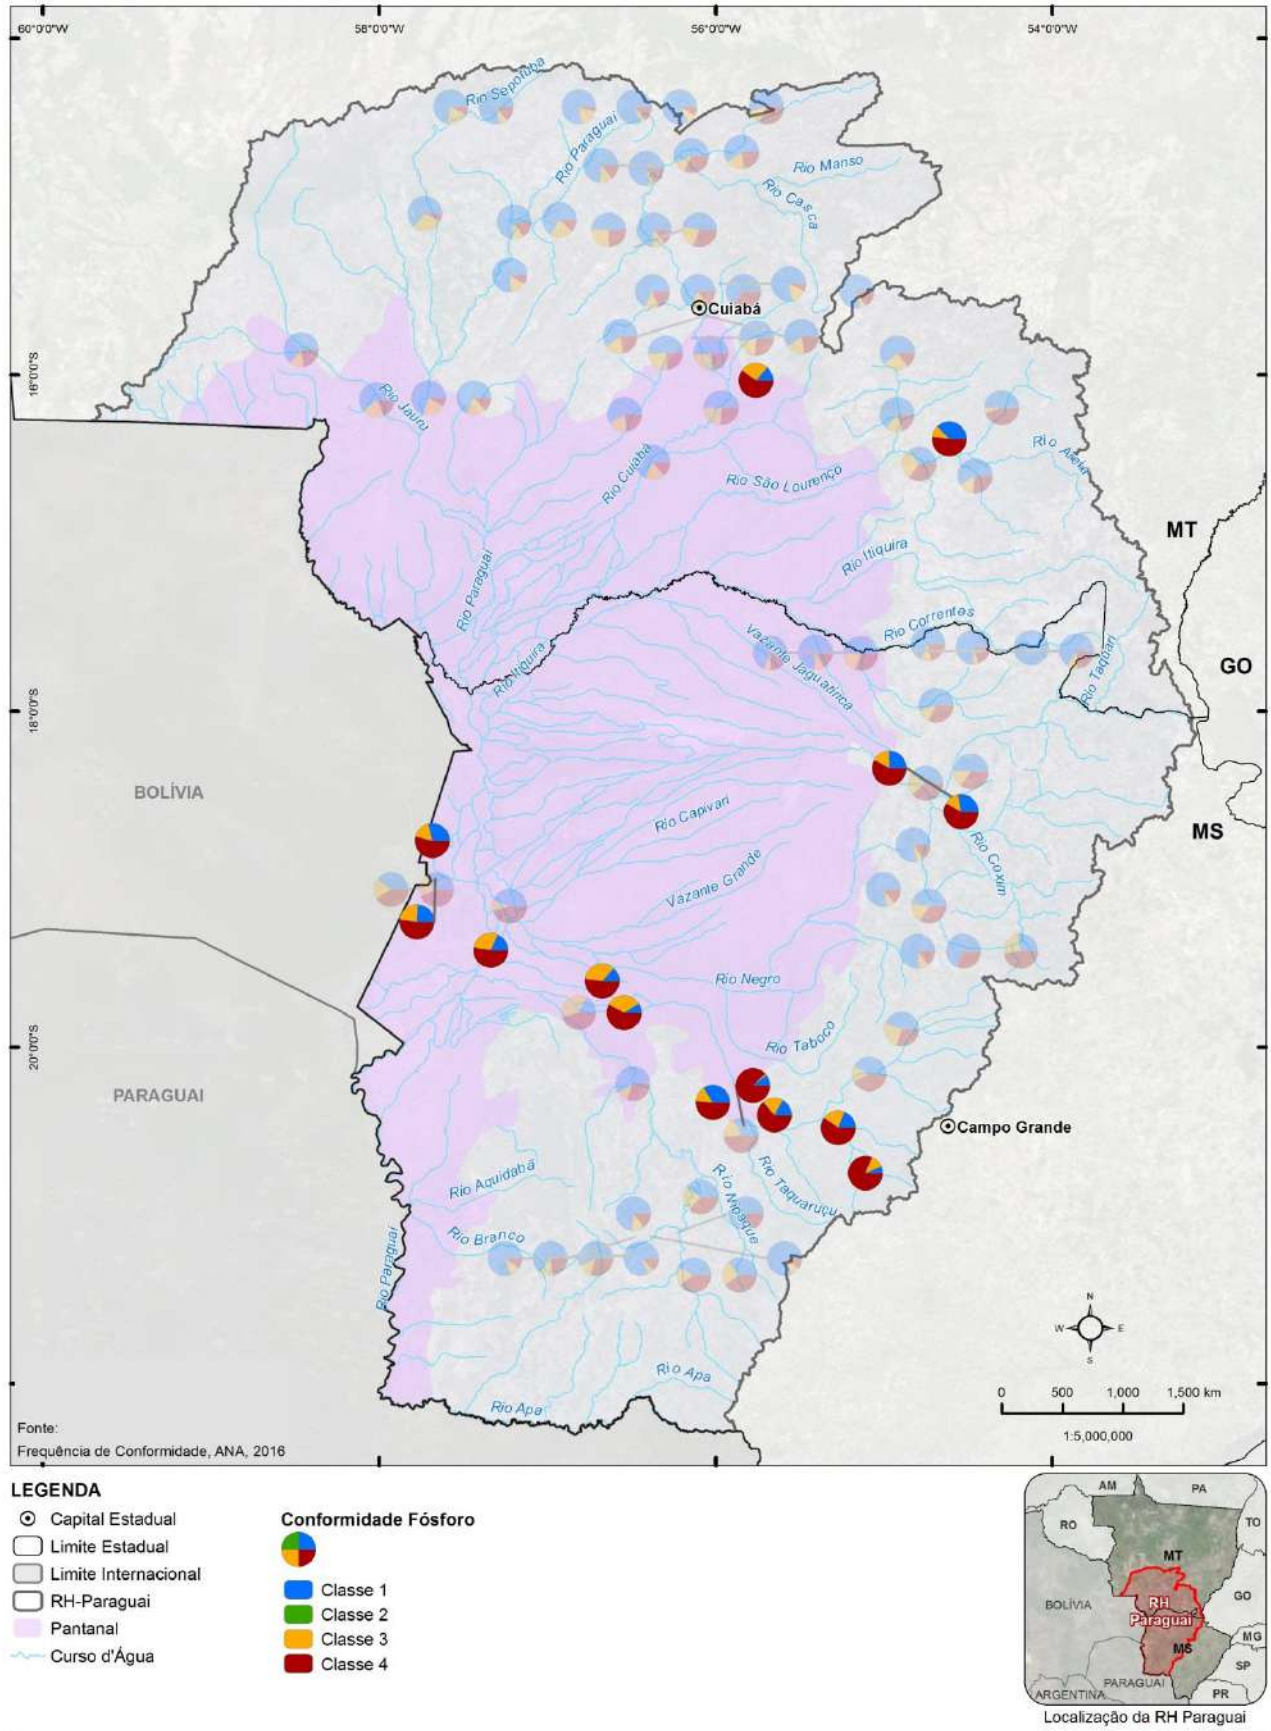 60°0'0"W
58°0'0"W
56°0'0"W
54°0'0"W
Rio Sepotuba
Rio Paraguai
Rio Manso
Rio Casca
Cuiabá
16°0'0"S
Rio Jauru
Rio Cuiabá
Rio São Lourenço
Rio Areia
MT
Rio Itiquira
Rio Paraguai
Rio Correntes
Vazante Jaguatirica
Rio Itiquira
Rio Taquari
GO
18°0'0"S
BOLÍVIA
Rio Capivari
MS
Rio Coxim
Vazante Grande
Rio Negro
20°0'0"S
Rio Taboco
PARAGUAI
Campo Grande
Rio Aquidabã
Rio Nioaque
Rio Taquaruçu
Rio Branco
Rio Paraguai
N
W
E
S
Rio Apa
Rio Apa
0 500 1,000 1,500 km
1:5,000,000
Fonte:
Frequência de Conformidade, ANA, 2016
LEGENDA
Capital Estadual
Limite Estadual
Limite Internacional
RH-Paraguai
Pantanal
Curso d'Água
Conformidade Fósforo
Classe 1
Classe 2
Classe 3
Classe 4
AM
PA
RO
TO
MT
GO
BOLÍVIA
RH
Paraguai
MG
MS
SP
PARAGUAI
ARGENTINA
PR
Localização da RH Paraguai